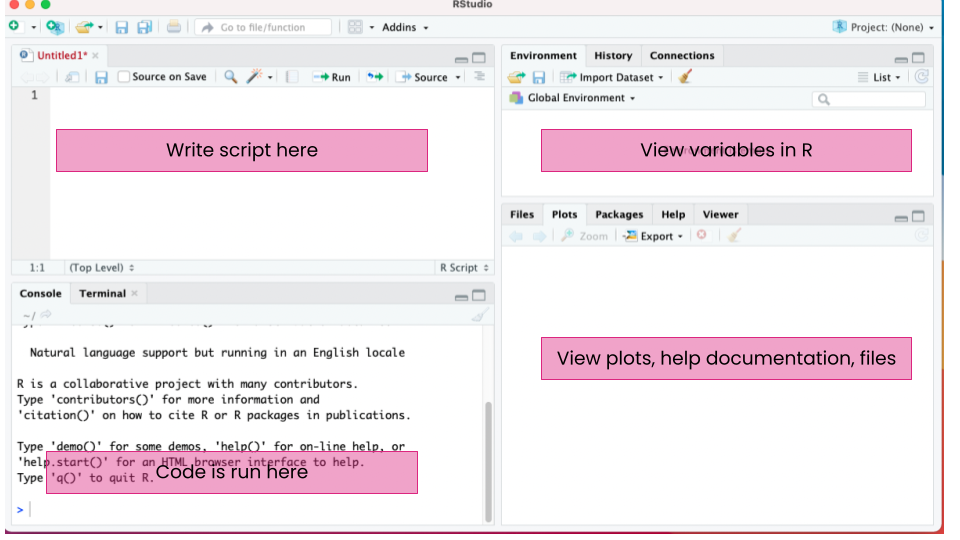 RStudio
Go to file/function
Addins
Project: (None)
Untitled1*
Source on Save
Run
Source
1
Write script here
1:1 (Top Level)
R Script
Console Terminal
~/
Natural language support but running in an English locale
R is a collaborative project with many contributors.
Type 'contributors()' for more information and
'citation()' on how to cite R or R packages in publications.
Type 'demo()' for some demos, 'help()' for on-line help, or
'help.start()' for an HTML browser interface to help.
Type 'q()' to quit R.
Code is run here
>
Environment History Connections
Import Dataset
List
Global Environment
View variables in R
Files Plots Packages Help Viewer
Zoom
Export
View plots, help documentation, files